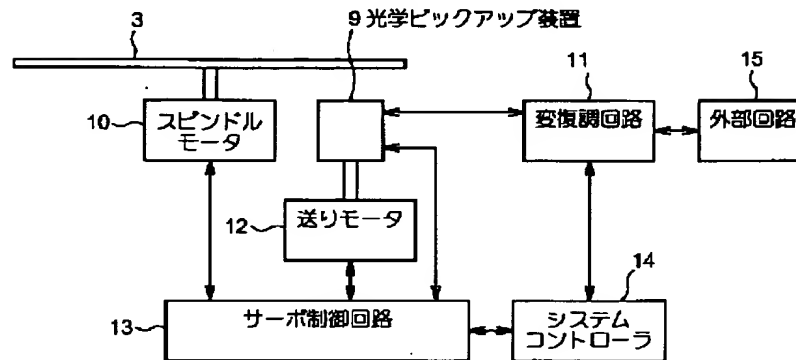 3
9 光学ピックアップ装置
11
15
10
スピンドル
モータ
変復調回路
外部回路
12
送りモータ
14
13
サーボ制御回路
システム
コントローラ